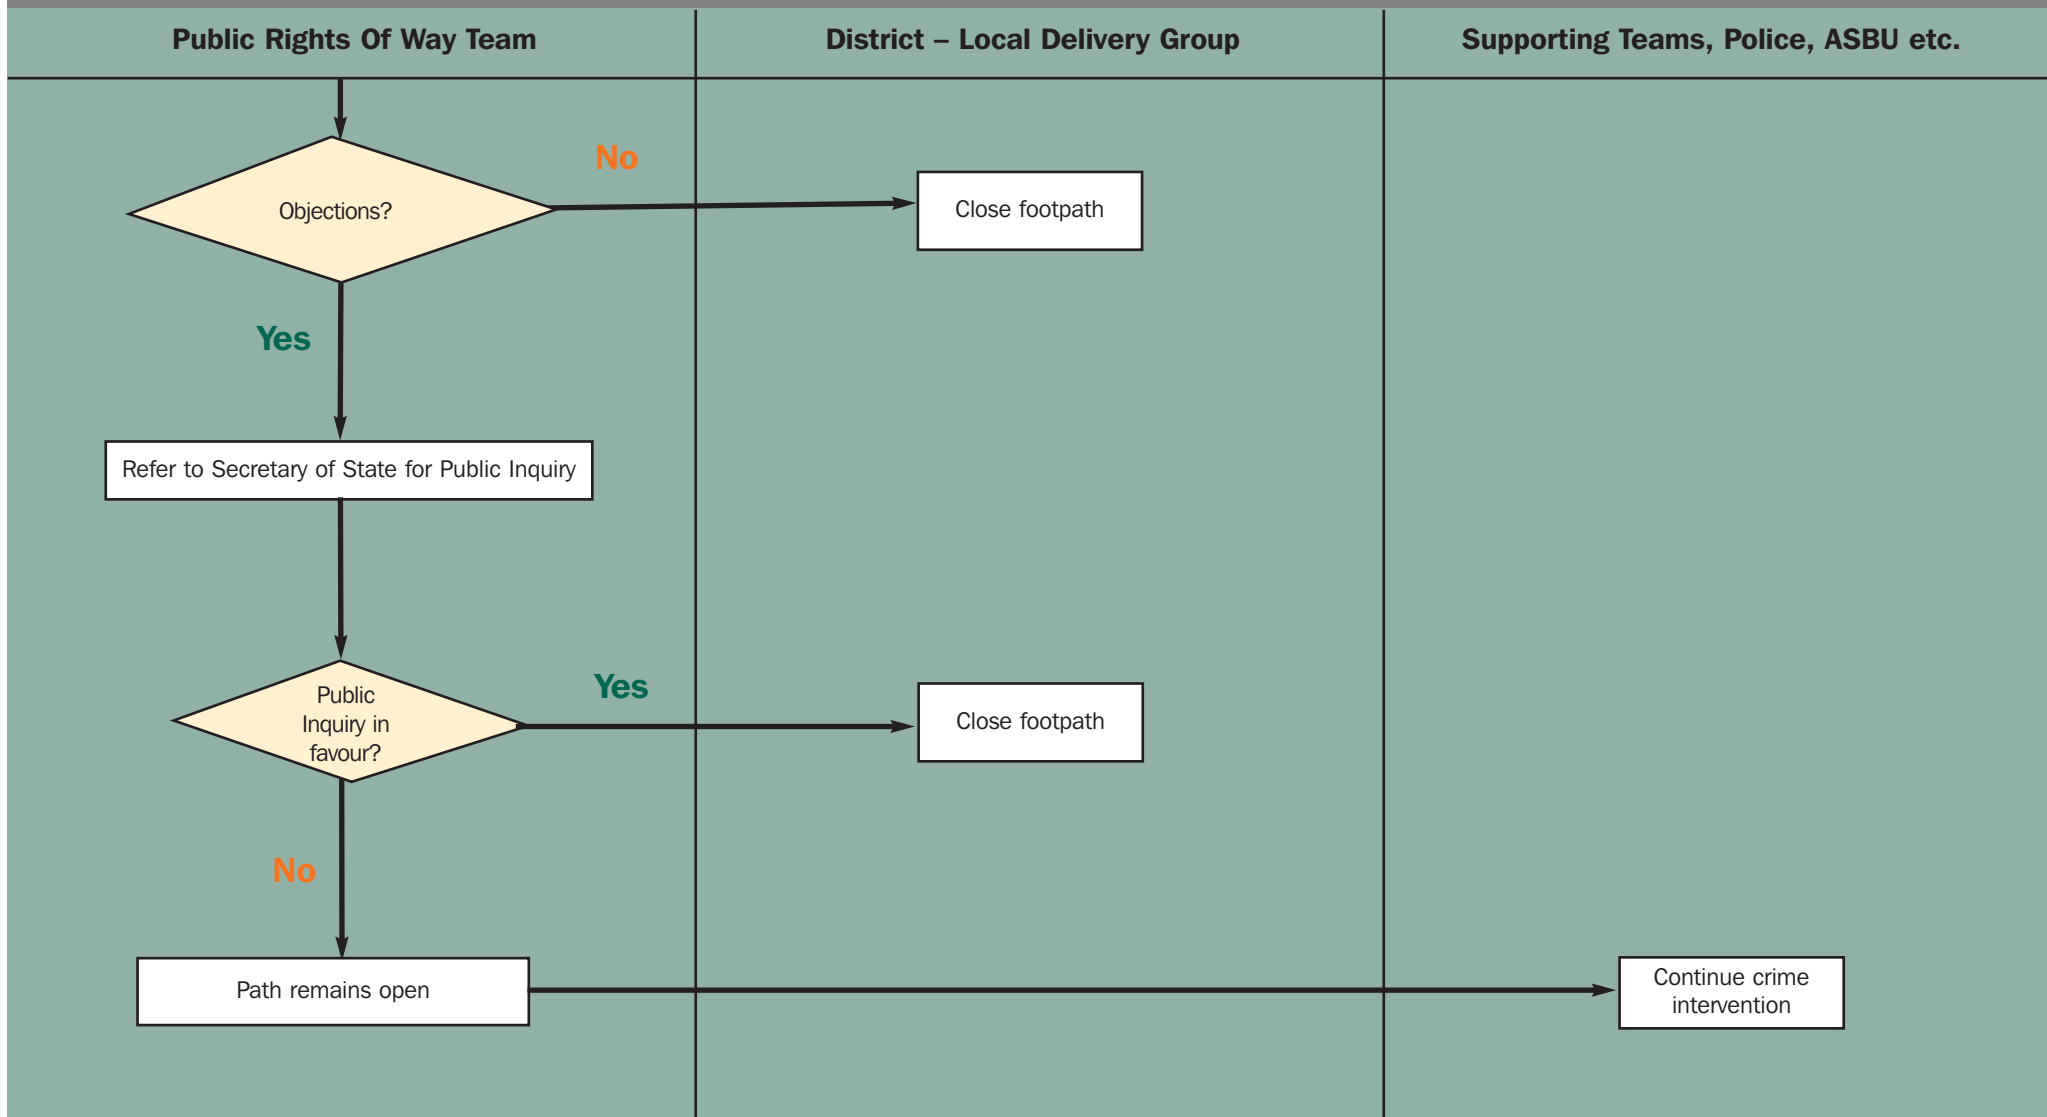 Public Rights Of Way Team
District – Local Delivery Group
Supporting Teams, Police, ASBU etc.
Objections?
No
Close footpath
Yes
Refer to Secretary of State for Public Inquiry
Public
Inquiry in
favour?
Yes
Close footpath
No
Path remains open
Continue crime
intervention